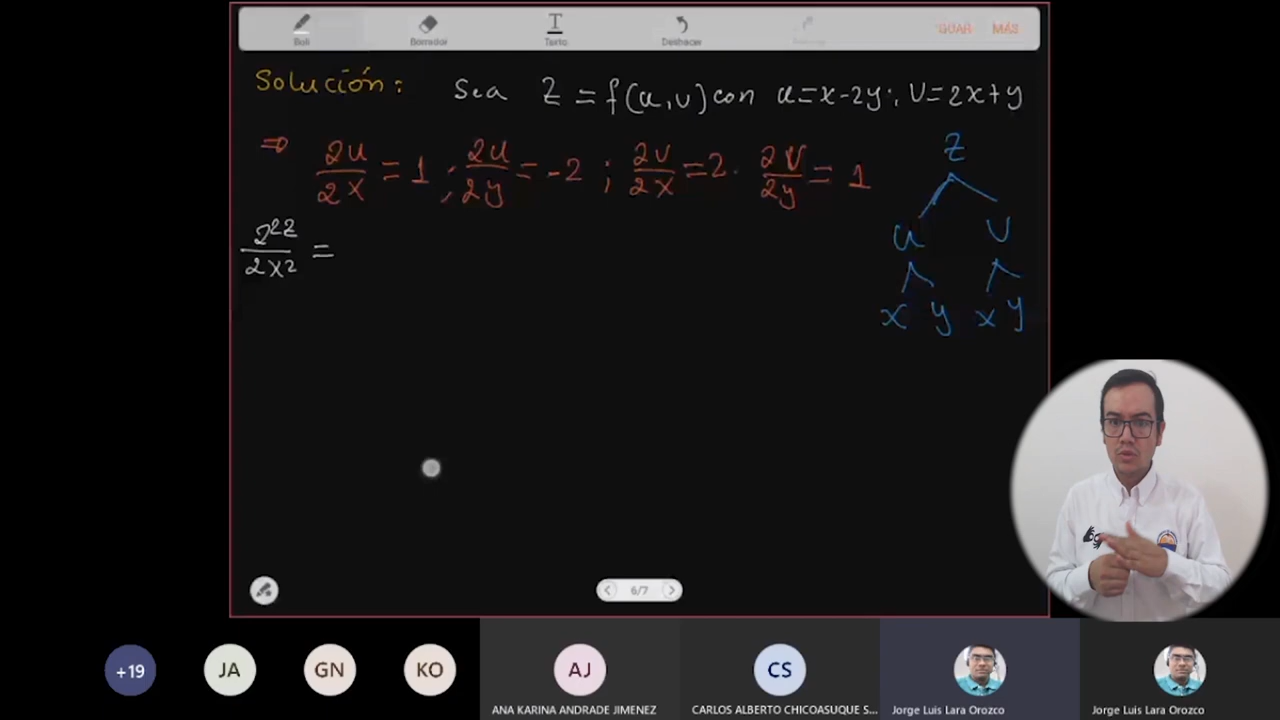 Boli Borrador Texto Deshacer GUAR MÁS
Solución: Sea Z = f(u,v) con u=x-2y; v=2x+y
⇒ ∂u/∂x = 1; ∂u/∂y = -2; ∂v/∂x = 2. ∂v/∂y = 1
Z
u v
x y x y
∂²z/∂x² =
6/7
+19 JA GN KO AJ CS
ANA KARINA ANDRADE JIMENEZ CARLOS ALBERTO CHICOASUQUE S... Jorge Luis Lara Orozco Jorge Luis Lara Orozco